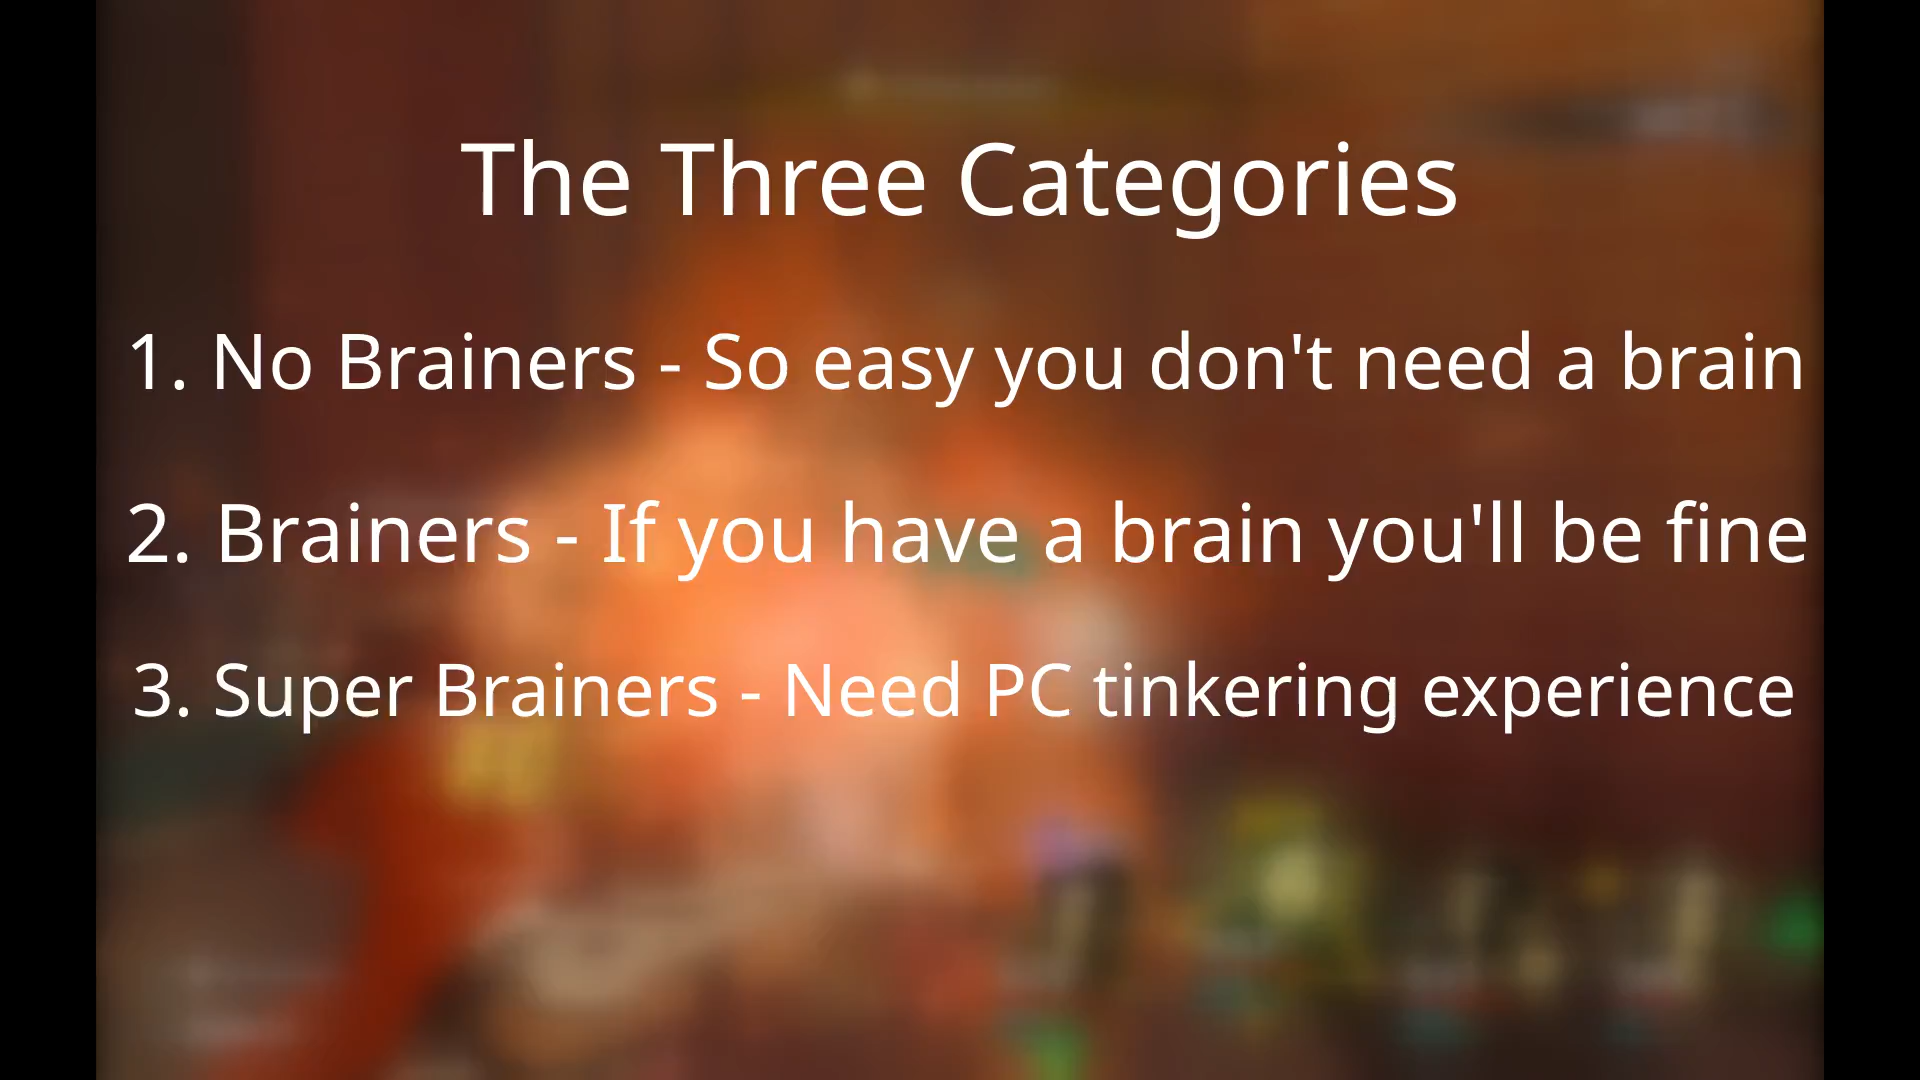 The Three Categories
1. No Brainers - So easy you don't need a brain
2. Brainers - If you have a brain you'll be fine
3. Super Brainers - Need PC tinkering experience